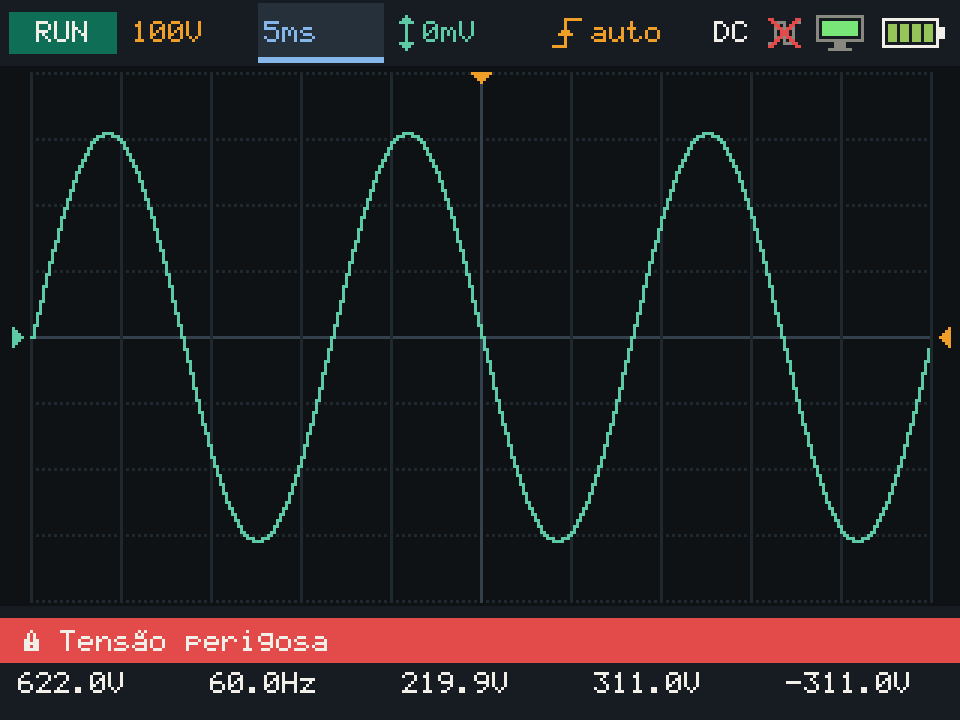 RUN 100V 5ms 0mV auto DC
Tensão perigosa
622.0V 60.0Hz 219.9V 311.0V -311.0V